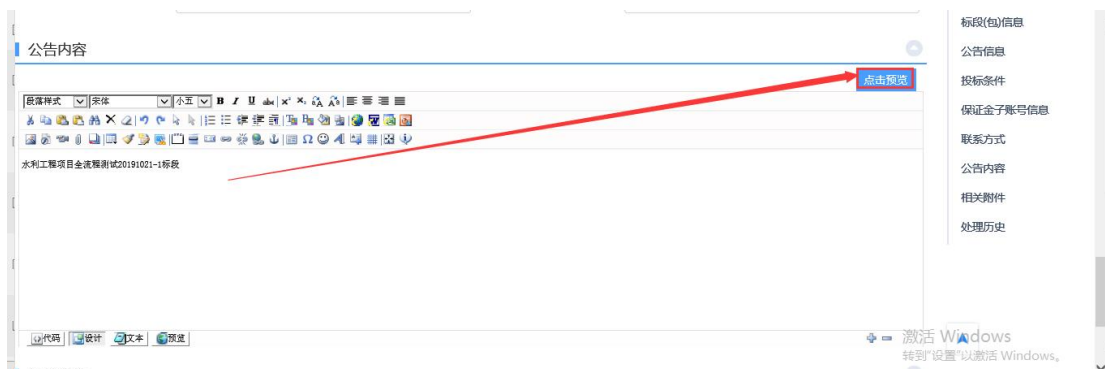 标段(包)信息
公告内容
公告信息
点击预览
投标条件
段落样式 宋体 小五 B I U abc x² x₂
保证金子账号信息
联系方式
水利工程项目全流程测试20191021-1标段
公告内容
相关附件
处理历史
代码 设计 文本 预览
激活 Windows
转到"设置"以激活 Windows。